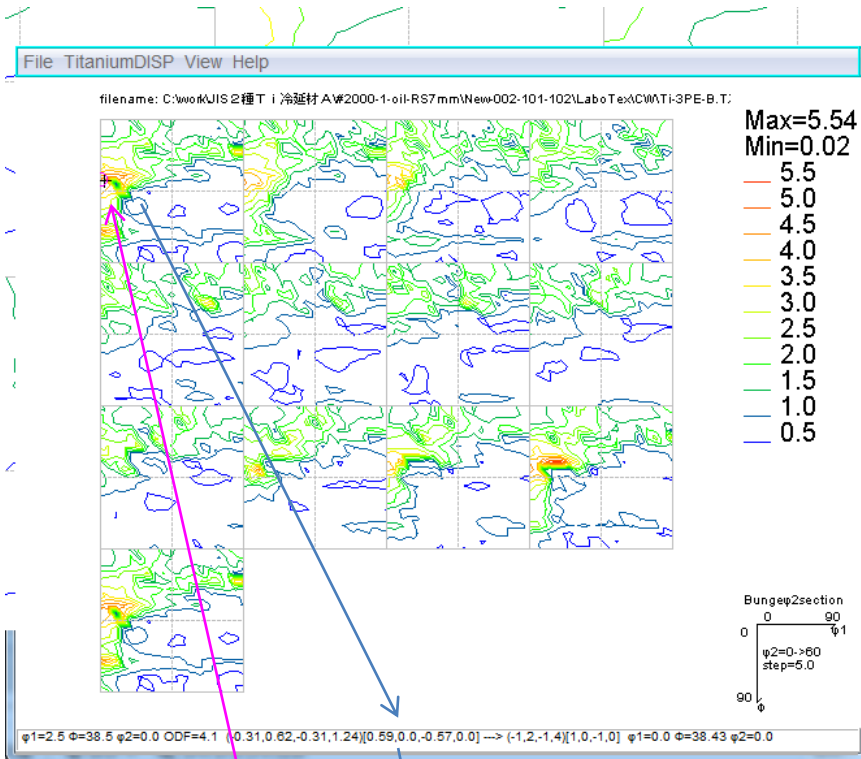 File TitaniumDISP View Help
filename: C:\work\JIS２種Ｔｉ冷延材Ａ\#2000-1-oil-RS7mm\New-002-101-102\LaboTex\CW\Ti-3PE-B.T
Max=5.54
Min=0.02
5.5
5.0
4.5
4.0
3.5
3.0
2.5
2.0
1.5
1.0
0.5
Bungeφ2section
0 90
0 φ1
φ2=0->60
step=5.0
90
Φ
φ1=2.5 Φ=38.5 φ2=0.0 ODF=4.1 (-0.31,0.62,-0.31,1.24)[0.59,0.0,-0.57,0.0] ---> (-1,2,-1,4)[1,0,-1,0] φ1=0.0 Φ=38.43 φ2=0.0